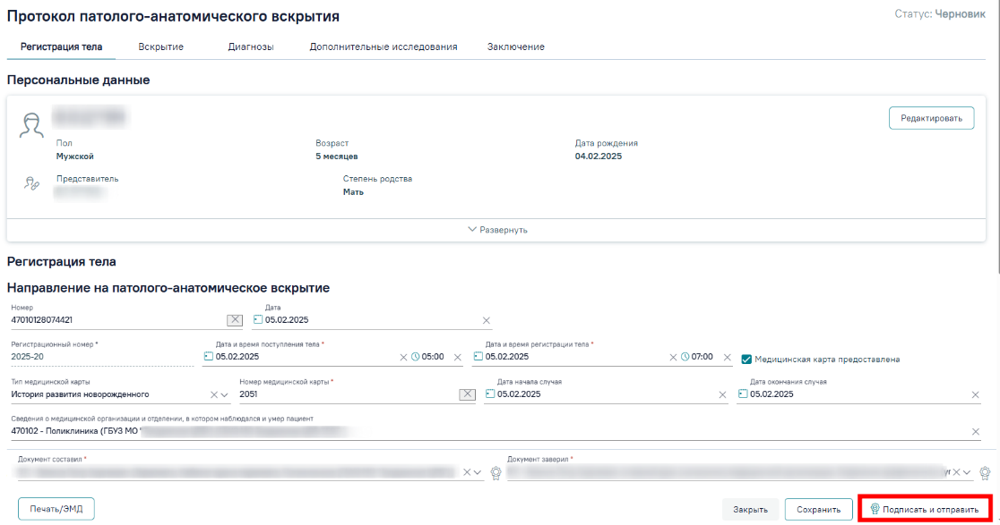 Протокол патолого-анатомического вскрытия
Статус: Черновик
Регистрация тела Вскрытие Диагнозы Дополнительные исследования Заключение
Персональные данные
Редактировать
Пол Возраст Дата рождения
Мужской 5 месяцев 04.02.2025
Представитель Степень родства
Мать
Развернуть
Регистрация тела
Направление на патолого-анатомическое вскрытие
Номер Дата
47010128074421 05.02.2025
Регистрационный номер * Дата и время поступления тела * Дата и время регистрации тела *
2025-20 05.02.2025 05:00 05.02.2025 07:00 Медицинская карта предоставлена
Тип медицинской карты Номер медицинской карты * Дата начала случая Дата окончания случая
История развития новорожденного 2051 05.02.2025 05.02.2025
Сведения о медицинской организации и отделении, в котором наблюдался и умер пациент
470102 - Поликлиника (ГБУЗ МО "
Документ составил * Документ заверил *
Печать/ЭМД Закрыть Сохранить Подписать и отправить